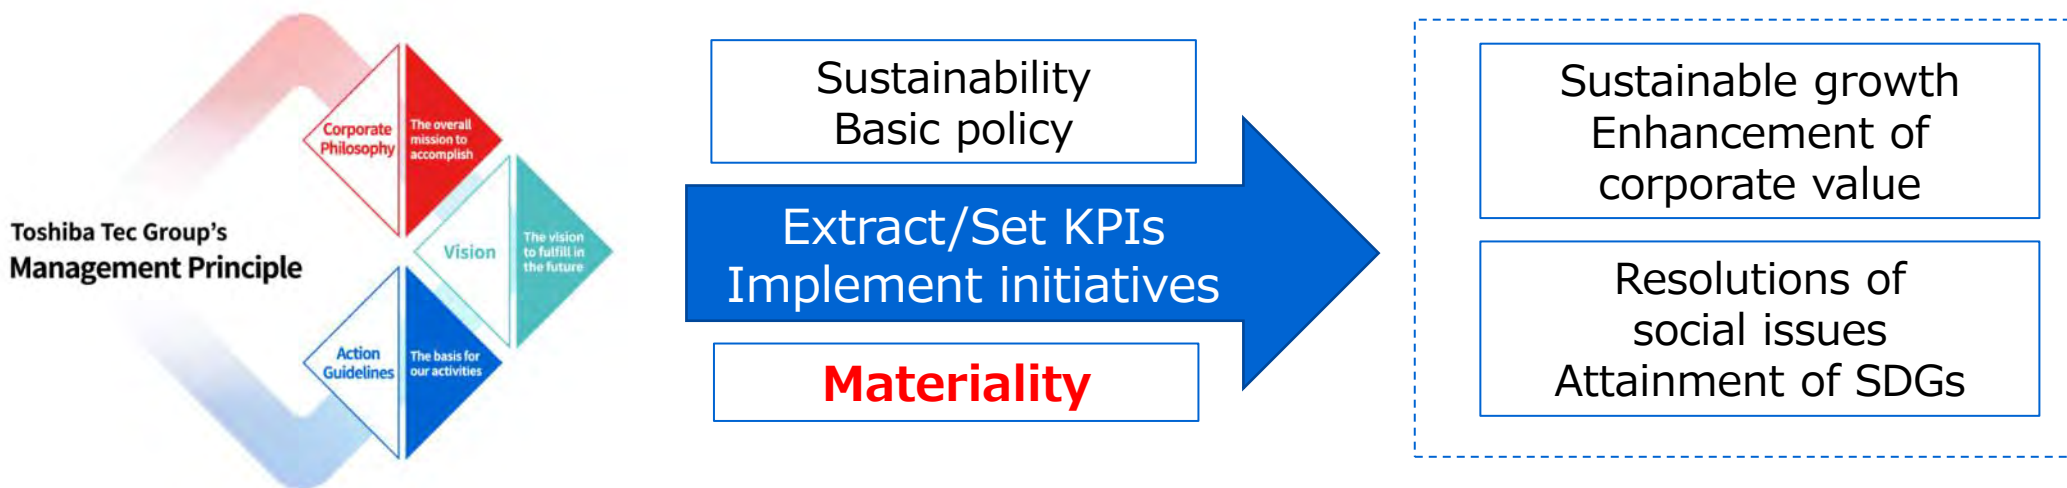 Toshiba Tec Group's
Management Principle
Corporate
Philosophy
The overall
mission to
accomplish
Vision
The vision
to fulfill in
the future
Action
Guidelines
The basis for
our activities
Sustainability
Basic policy
Extract/Set KPIs
Implement initiatives
Materiality
Sustainable growth
Enhancement of
corporate value
Resolutions of
social issues
Attainment of SDGs